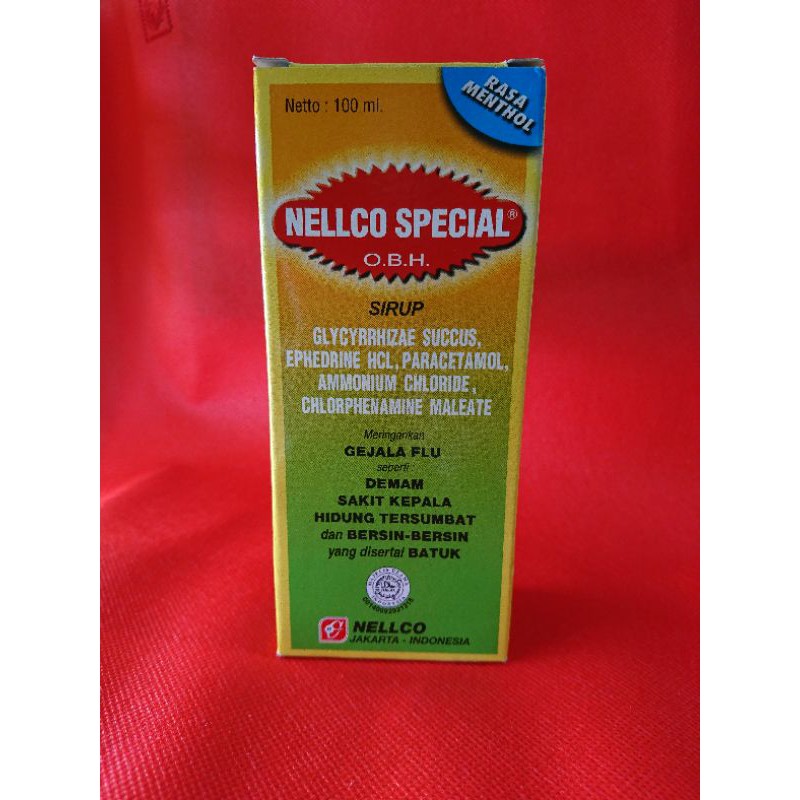 Netto : 100 ml.
RASA
MENTHOL
NELLCO SPECIAL®
O.B.H.
SIRUP
GLYCYRRHIZAE SUCCUS,
EPHEDRINE HCL, PARACETAMOL,
AMMONIUM CHLORIDE,
CHLORPHENAMINE MALEATE
Meringankan
GEJALA FLU
seperti :
DEMAM
SAKIT KEPALA
HIDUNG TERSUMBAT
dan BERSIN-BERSIN
yang disertai BATUK
NELLCO
JAKARTA - INDONESIA